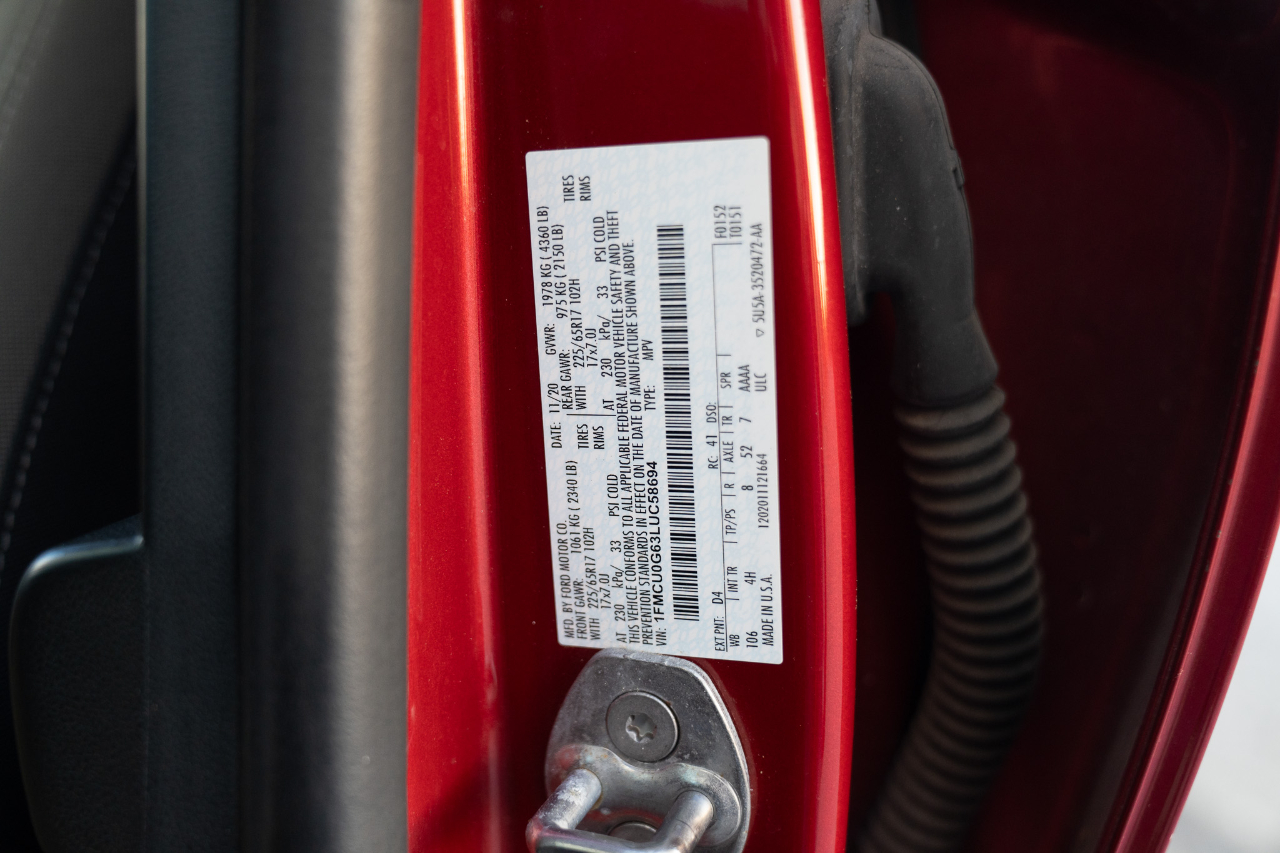 MFD. BY FORD MOTOR CO. DATE: 11/20 GVWR: 1978 KG ( 4360 LB)
FRONT GAWR: 1061 KG ( 2340 LB) REAR GAWR: 975 KG ( 2150 LB)
WITH 225/65R17 102H TIRES WITH 225/65R17 102H TIRES
17x7.0J RIMS 17x7.0J RIMS
AT 230 kPa/ 33 PSI COLD AT 230 kPa/ 33 PSI COLD
THIS VEHICLE CONFORMS TO ALL APPLICABLE FEDERAL MOTOR VEHICLE SAFETY AND THEFT
PREVENTION STANDARDS IN EFFECT ON THE DATE OF MANUFACTURE SHOWN ABOVE.
VIN: 1FMCU0G63LUC58694 TYPE: MPV
EXT PNT: D4 RC: 41 DSO: F0152
WB INT TR TP/PS R AXLE TR SPR T0151
106 4H 8 52 7 AAAA
MADE IN U.S.A. 1202011121664 ULC 5U5A-3520472-AA